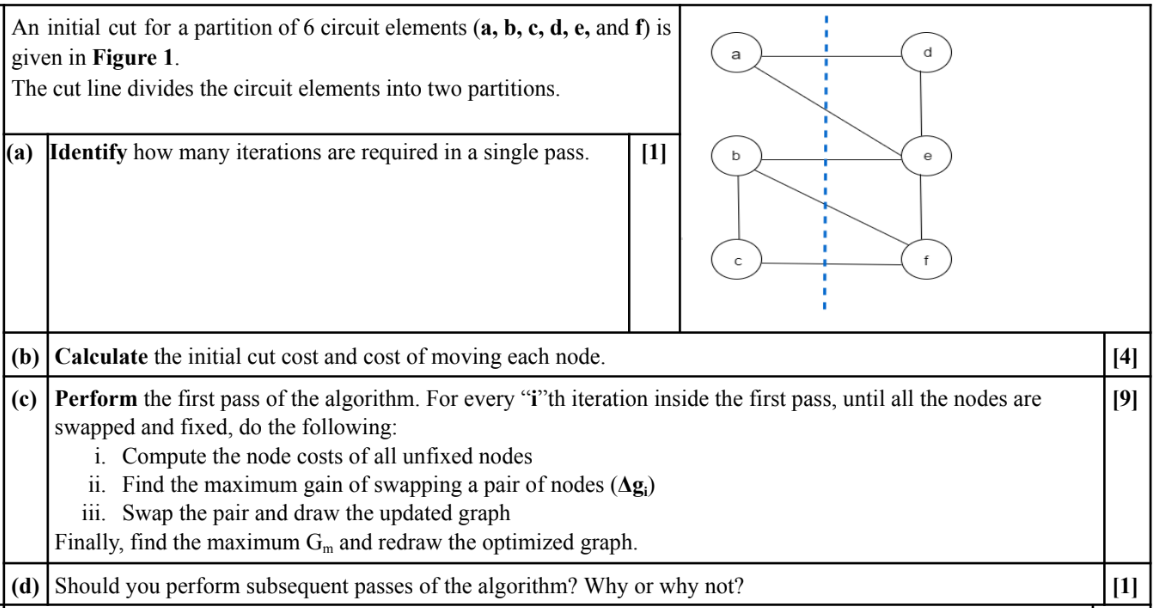 An initial cut for a partition of 6 circuit elements (a, b, c, d, e, and f) is
given in Figure 1.
The cut line divides the circuit elements into two partitions.
a
d
b
e
c
f
(a) Identify how many iterations are required in a single pass. [1]
(b) Calculate the initial cut cost and cost of moving each node. [4]
(c) Perform the first pass of the algorithm. For every “i”th iteration inside the first pass, until all the nodes are [9]
swapped and fixed, do the following:
i. Compute the node costs of all unfixed nodes
ii. Find the maximum gain of swapping a pair of nodes (Δgᵢ)
iii. Swap the pair and draw the updated graph
Finally, find the maximum Gₘ and redraw the optimized graph.
(d) Should you perform subsequent passes of the algorithm? Why or why not? [1]